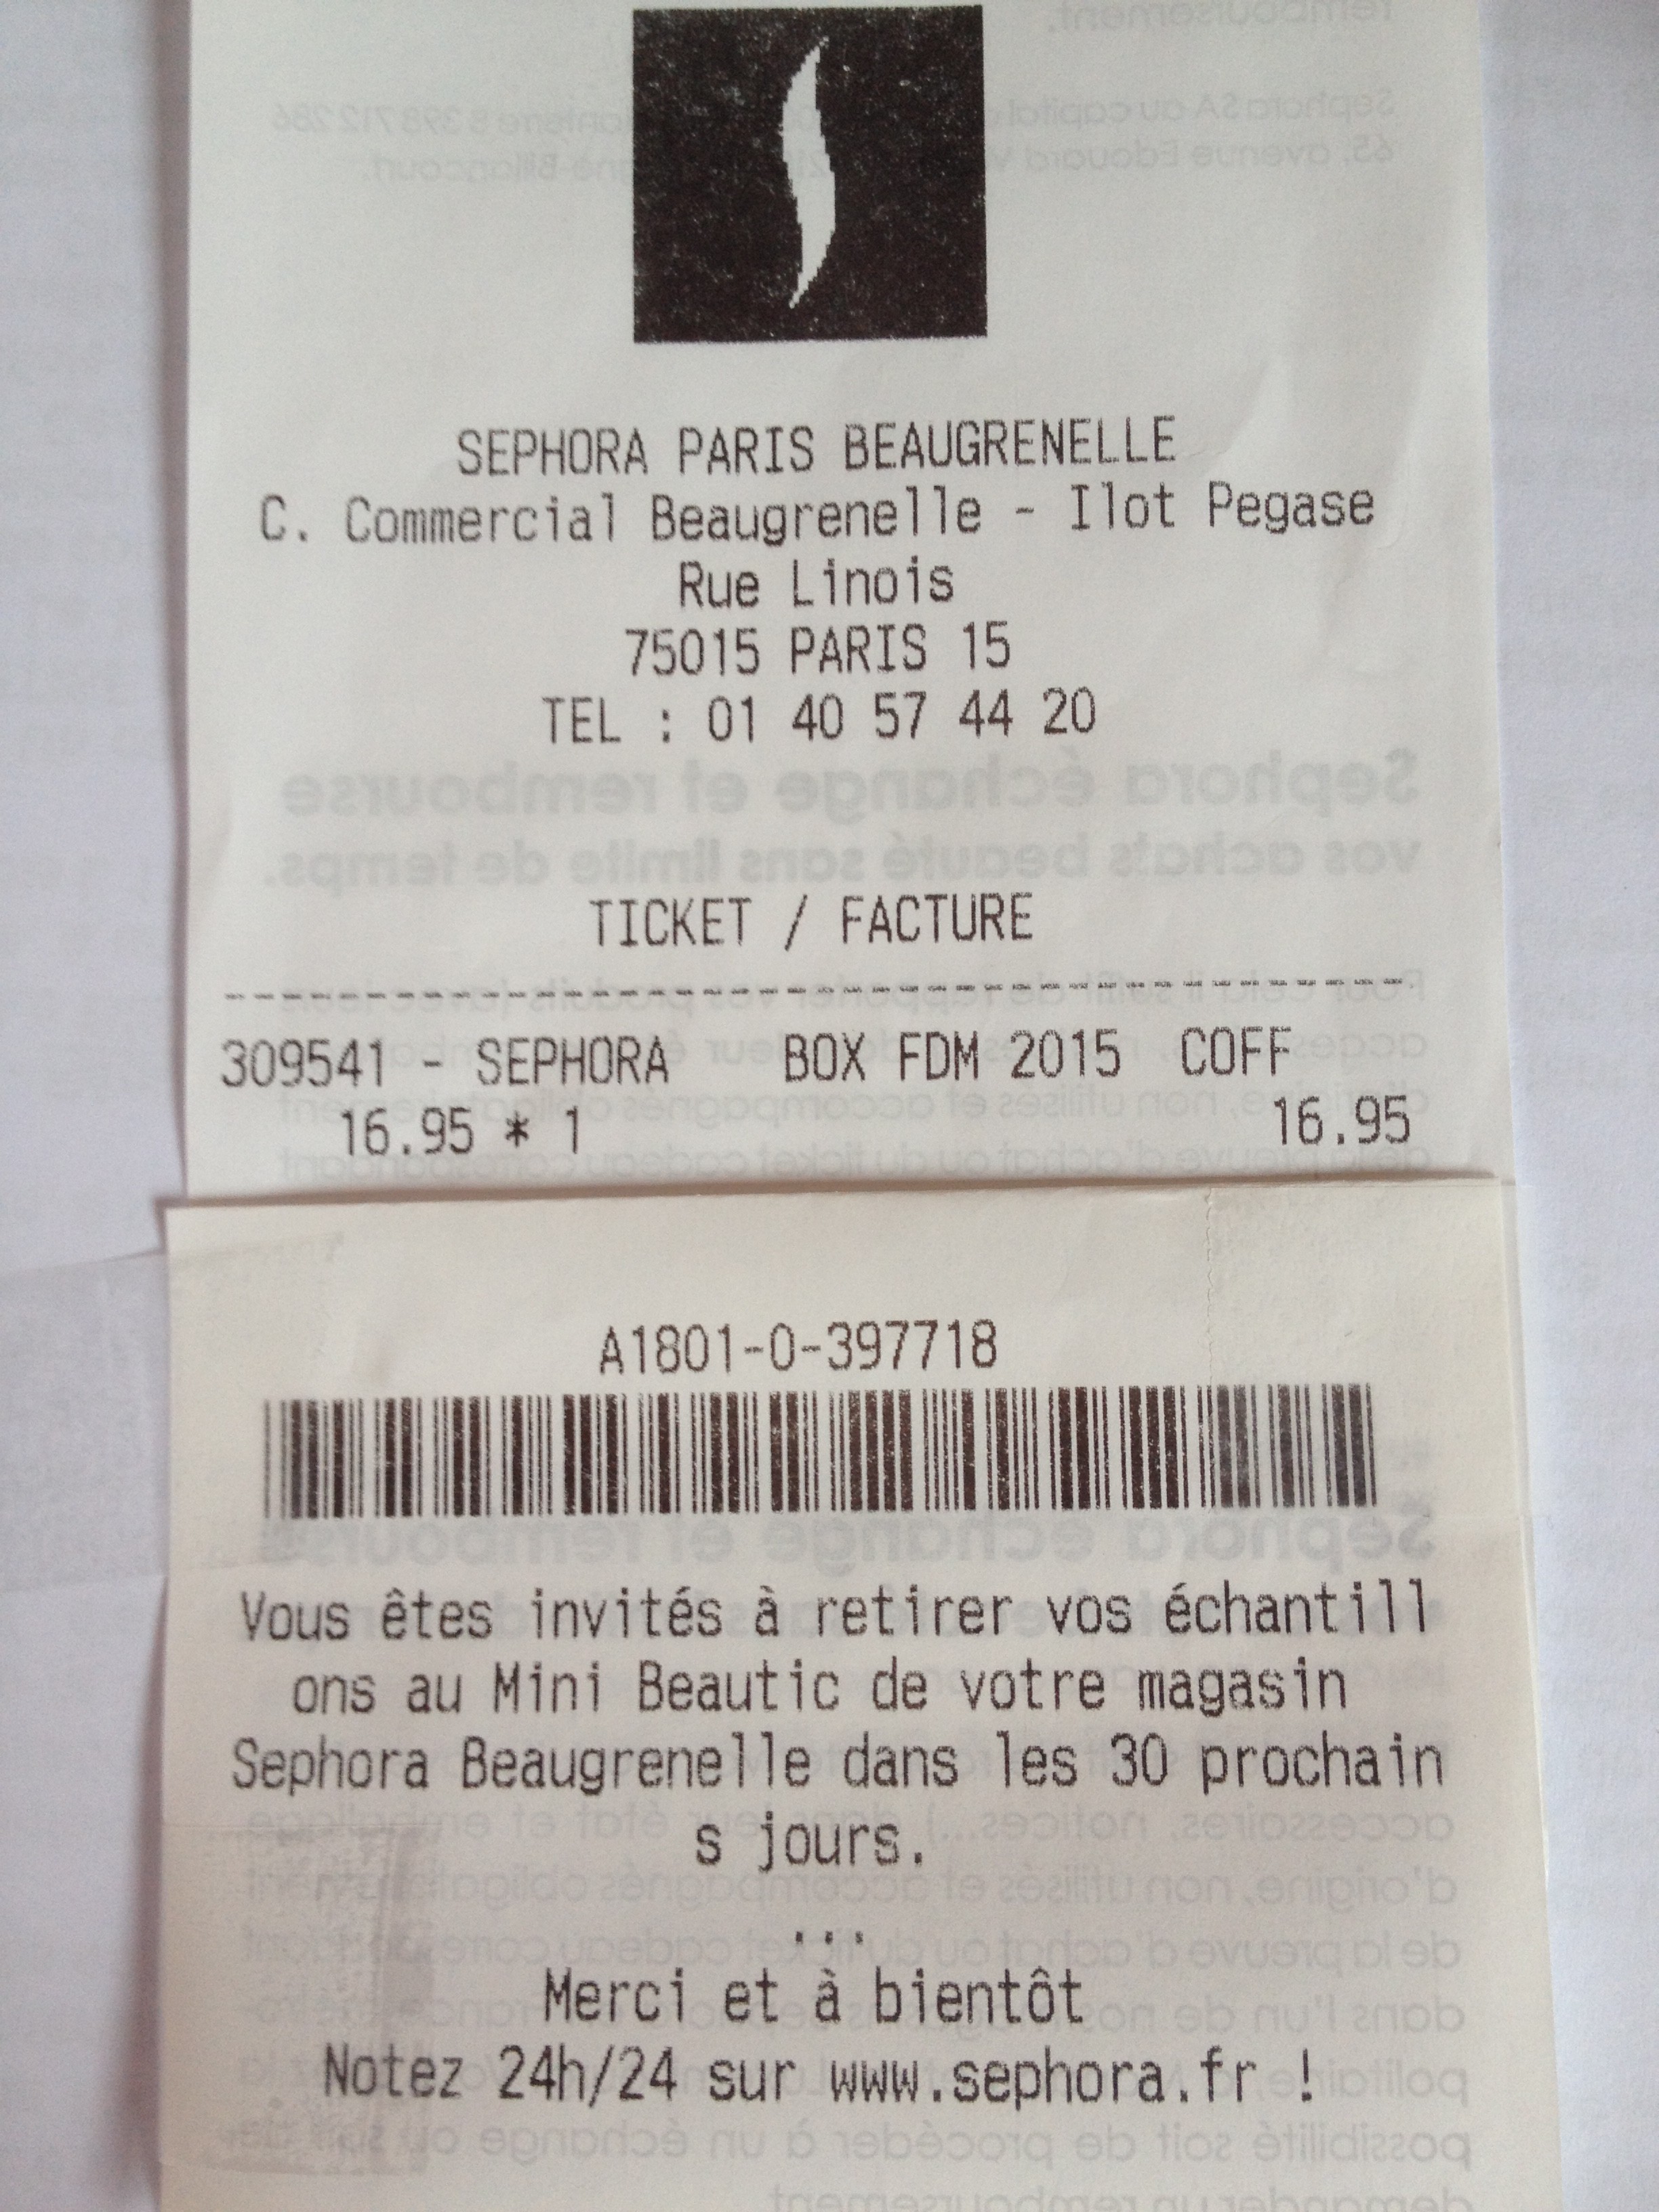 SEPHORA PARIS BEAUGRENELLE
C. Commercial Beaugrenelle - Ilot Pegase
Rue Linois
75015 PARIS 15
TEL : 01 40 57 44 20
TICKET / FACTURE
309541 - SEPHORA BOX FDM 2015 COFF
16.95 * 1 16.95
A1801-0-397718
Vous êtes invités à retirer vos échantill
ons au Mini Beautic de votre magasin
Sephora Beaugrenelle dans les 30 prochain
s jours.
...
Merci et à bientôt
Notez 24h/24 sur www.sephora.fr !